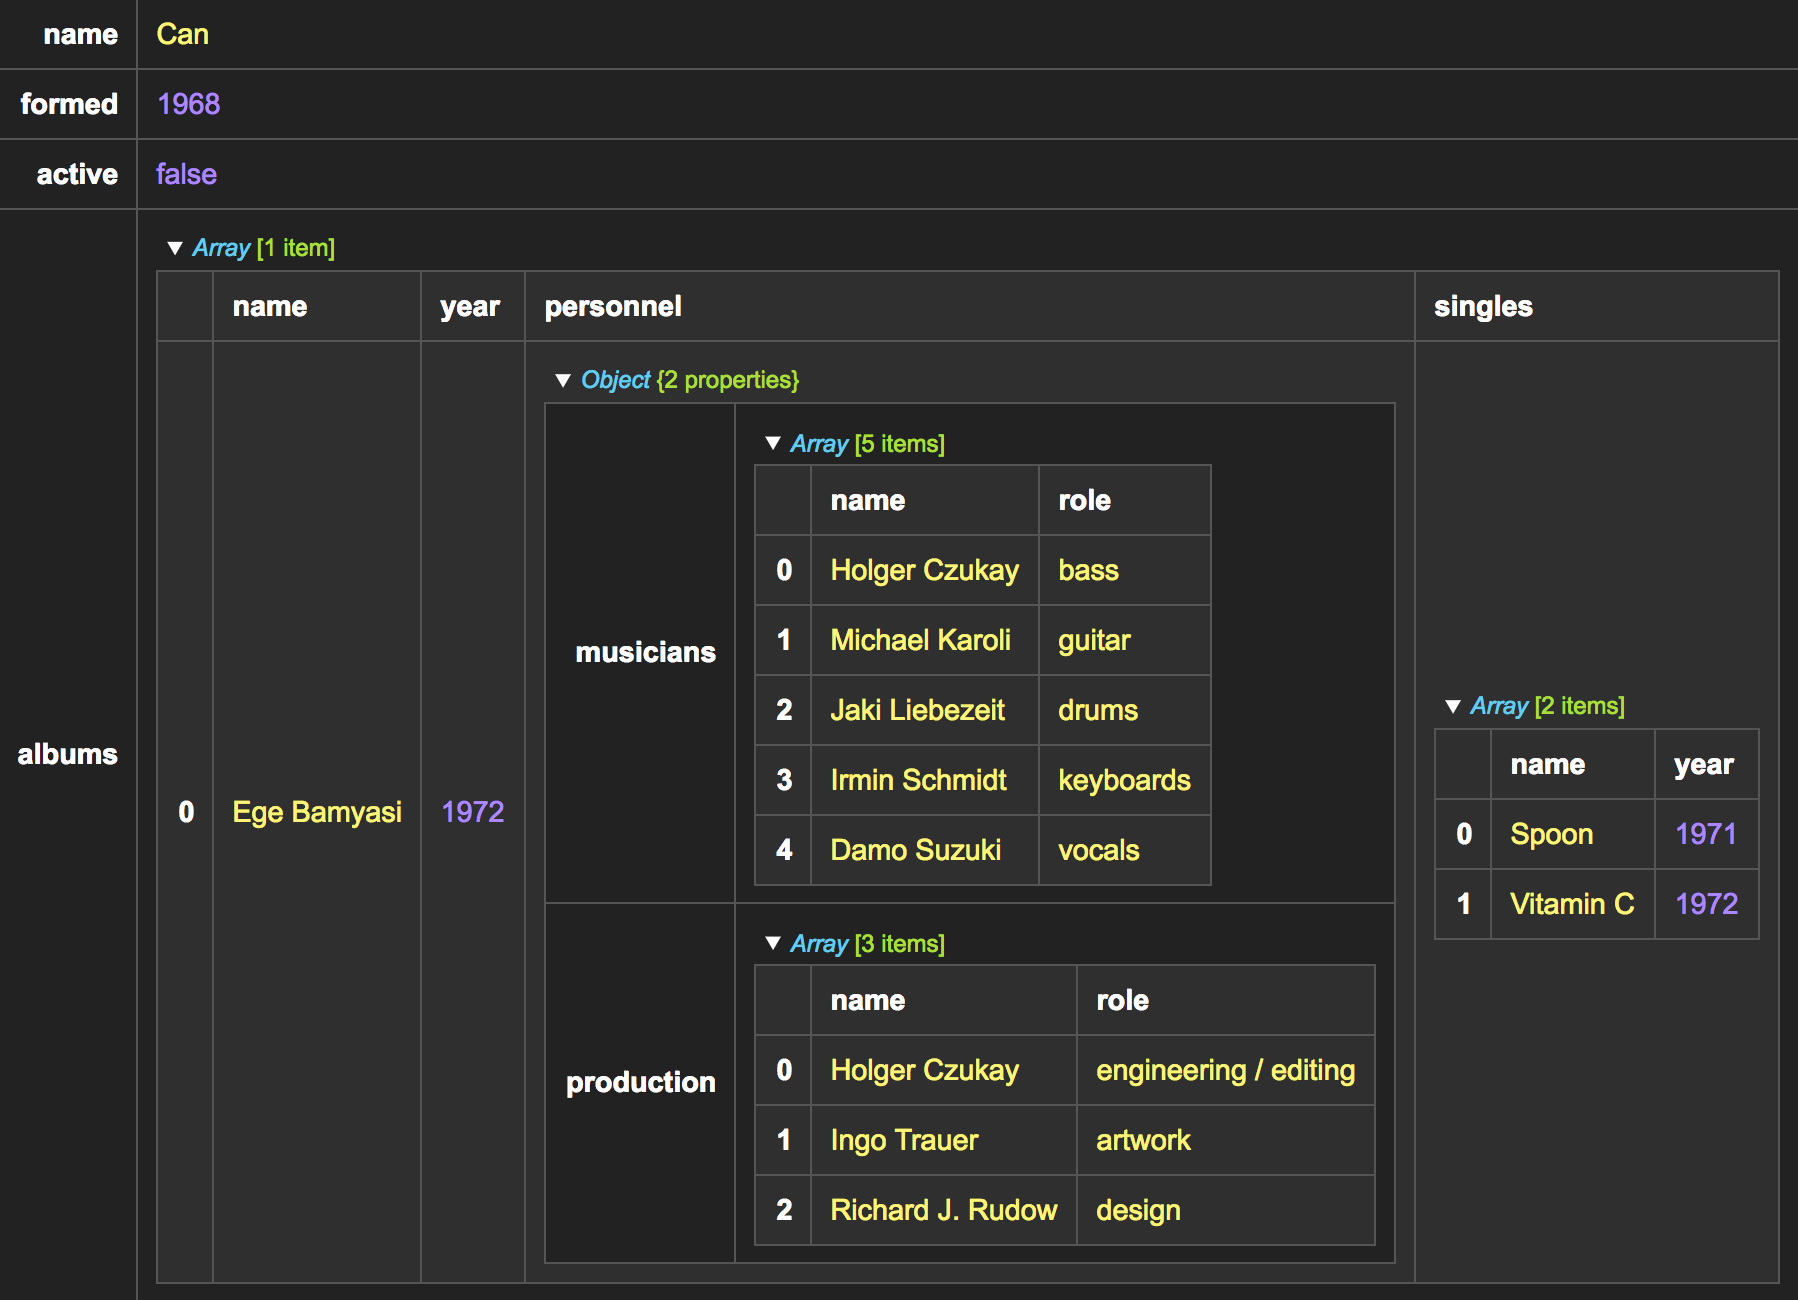 name Can
formed 1968
active false
albums
▼ Array [1 item]
name year personnel singles
0 Ege Bamyasi 1972
▼ Object {2 properties}
musicians
▼ Array [5 items]
name role
0 Holger Czukay bass
1 Michael Karoli guitar
2 Jaki Liebezeit drums
3 Irmin Schmidt keyboards
4 Damo Suzuki vocals
production
▼ Array [3 items]
name role
0 Holger Czukay engineering / editing
1 Ingo Trauer artwork
2 Richard J. Rudow design
▼ Array [2 items]
name year
0 Spoon 1971
1 Vitamin C 1972